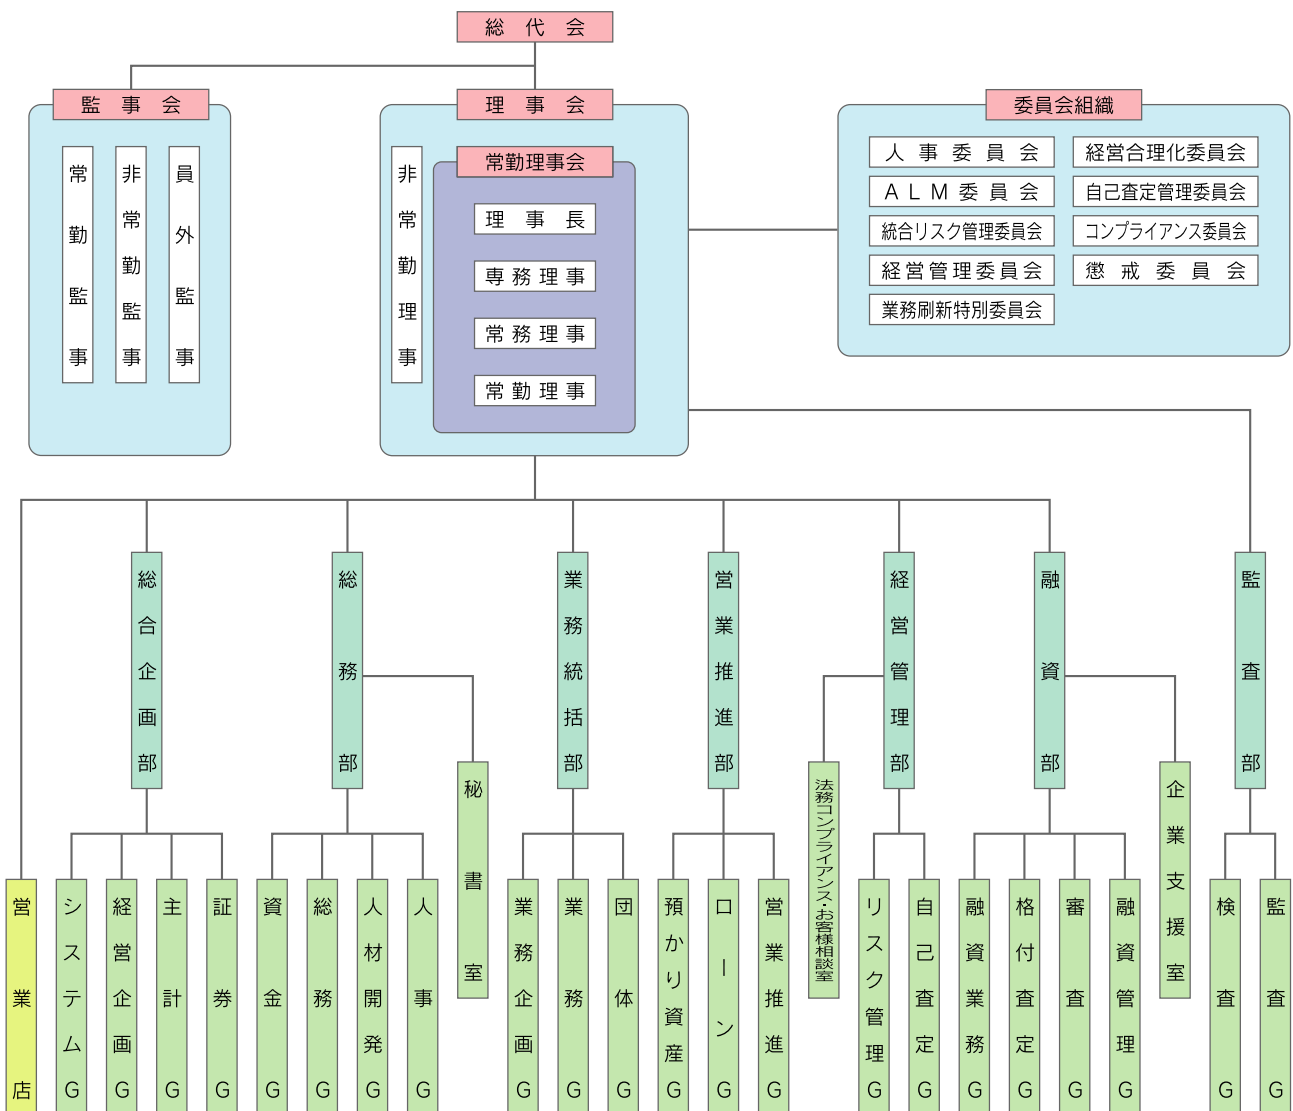 総代会
監事会
常勤監事
非常勤監事
員外監事
理事会
非常勤理事
常勤理事会
理事長
専務理事
常務理事
常勤理事
委員会組織
人事委員会
経営合理化委員会
ALM委員会
自己査定管理委員会
統合リスク管理委員会
コンプライアンス委員会
経営管理委員会
懲戒委員会
業務刷新特別委員会
総合企画部
総務部
業務統括部
営業推進部
経営管理部
融資部
監査部
秘書室
法務コンプライアンス・お客様相談室
企業支援室
営業店
システムG
経営企画G
主計G
証券G
資金G
総務G
人材開発G
人事G
業務企画G
業務G
団体G
預かり資産G
ローンG
営業推進G
リスク管理G
自己査定G
融資業務G
格付査定G
審査G
融資管理G
検査G
監査G